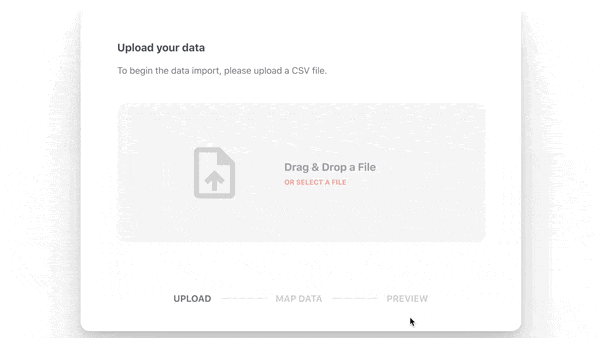 Upload your data
To begin the data import, please upload a CSV file.
Drag & Drop a File
OR SELECT A FILE
UPLOAD MAP DATA PREVIEW